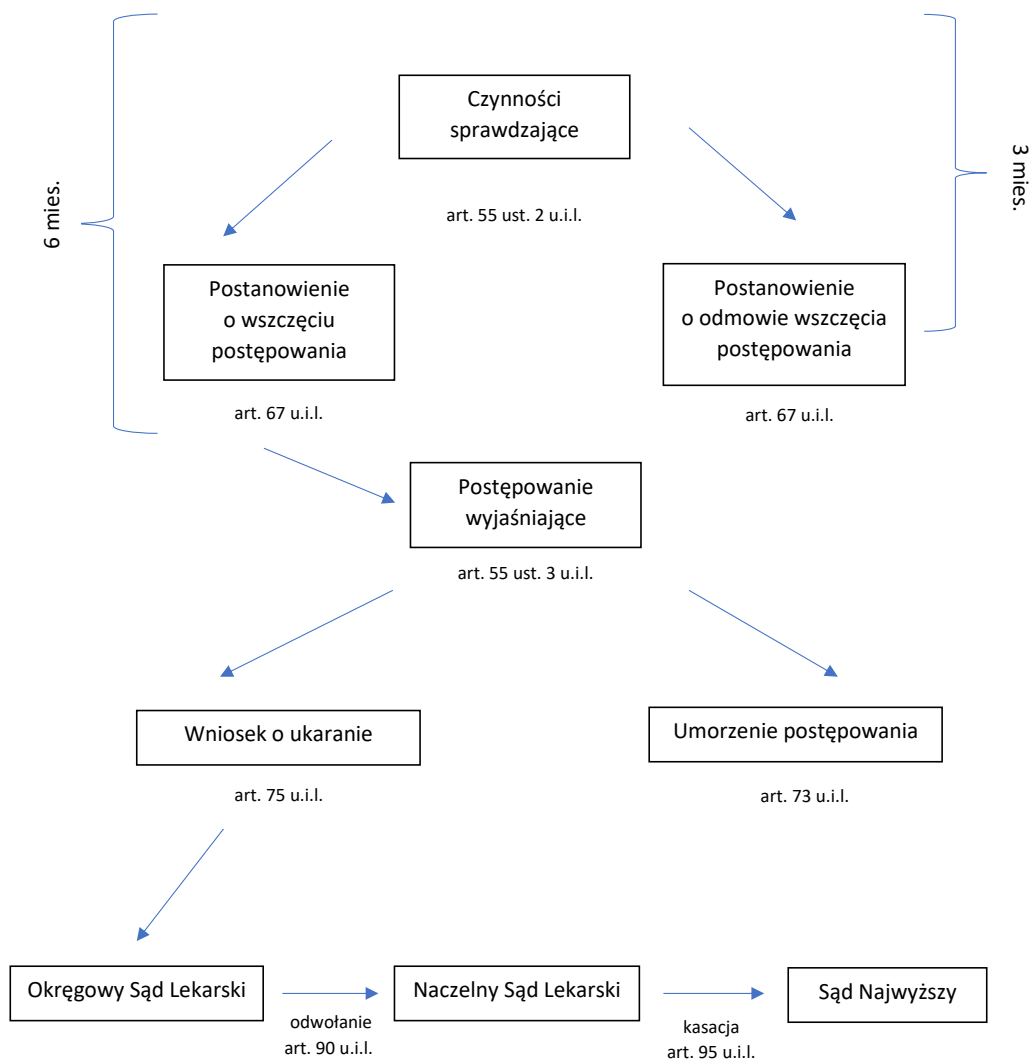 Czynności
sprawdzające
3 mies.
6 mies.
art. 55 ust. 2 u.i.l.
Postanowienie
o wszczęciu
postępowania
Postanowienie
o odmowie wszczęcia
postępowania
art. 67 u.i.l.
art. 67 u.i.l.
Postępowanie
wyjaśniające
art. 55 ust. 3 u.i.l.
Wniosek o ukaranie
Umorzenie postępowania
art. 75 u.i.l.
art. 73 u.i.l.
Okręgowy Sąd Lekarski
Naczelny Sąd Lekarski
Sąd Najwyższy
odwołanie
art. 90 u.i.l.
kasacja
art. 95 u.i.l.